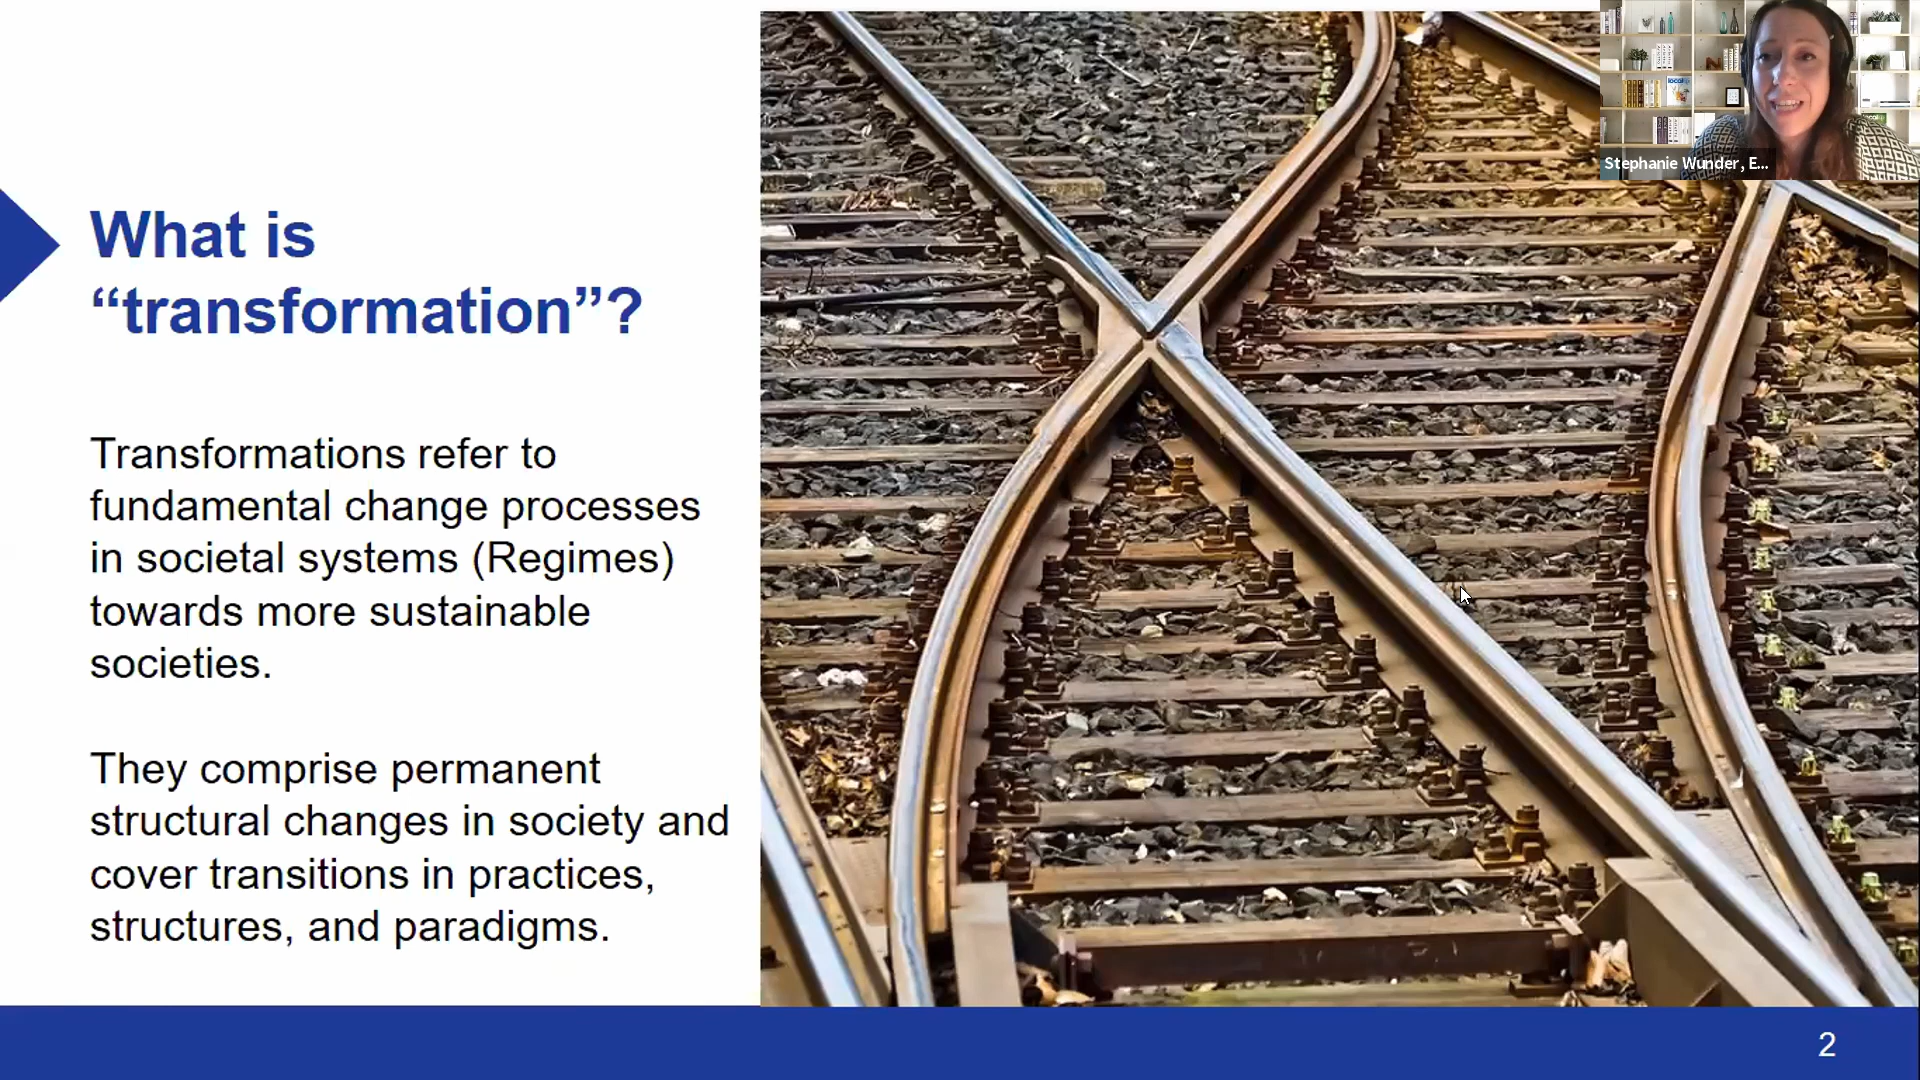 What is
“transformation”?
Transformations refer to
fundamental change processes
in societal systems (Regimes)
towards more sustainable
societies.
They comprise permanent
structural changes in society and
cover transitions in practices,
structures, and paradigms.
Stephanie Wunder, E...
2